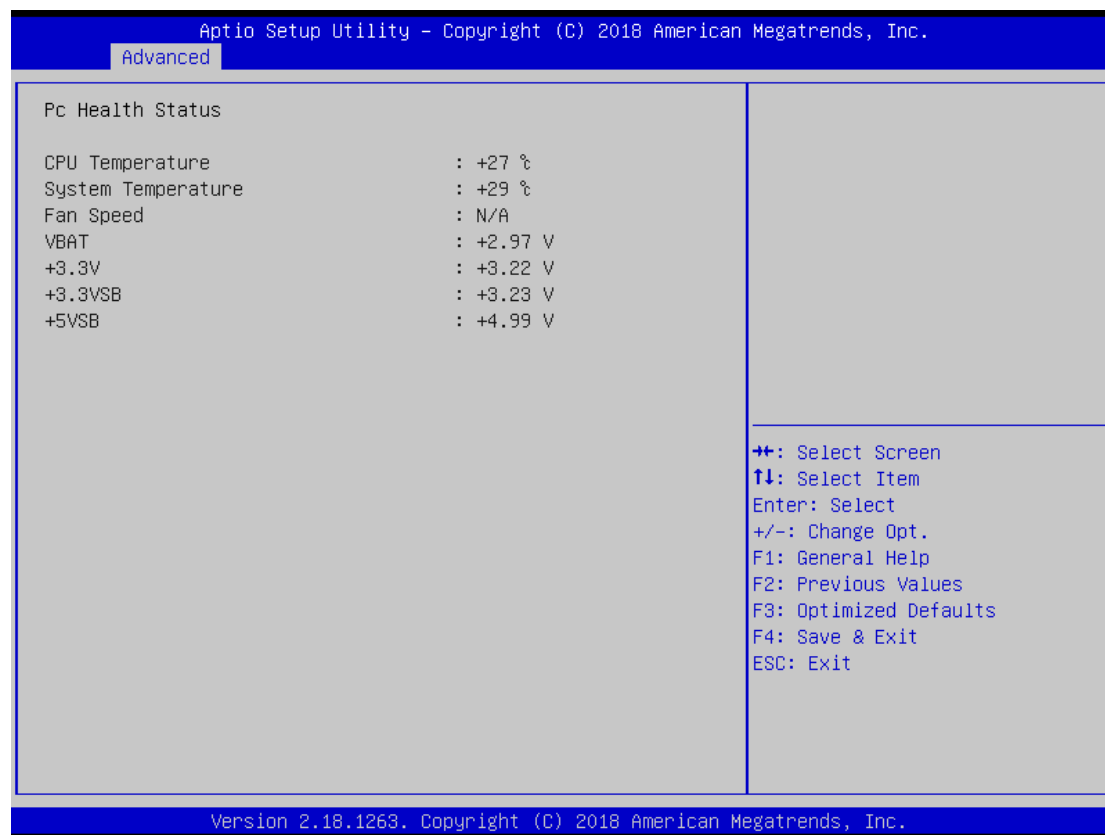 Aptio Setup Utility – Copyright (C) 2018 American Megatrends, Inc.
Advanced
Pc Health Status
CPU Temperature : +27 ℃
System Temperature : +29 ℃
Fan Speed : N/A
VBAT : +2.97 V
+3.3V : +3.22 V
+3.3VSB : +3.23 V
+5VSB : +4.99 V
→←: Select Screen
↑↓: Select Item
Enter: Select
+/-: Change Opt.
F1: General Help
F2: Previous Values
F3: Optimized Defaults
F4: Save & Exit
ESC: Exit
Version 2.18.1263. Copyright (C) 2018 American Megatrends, Inc.